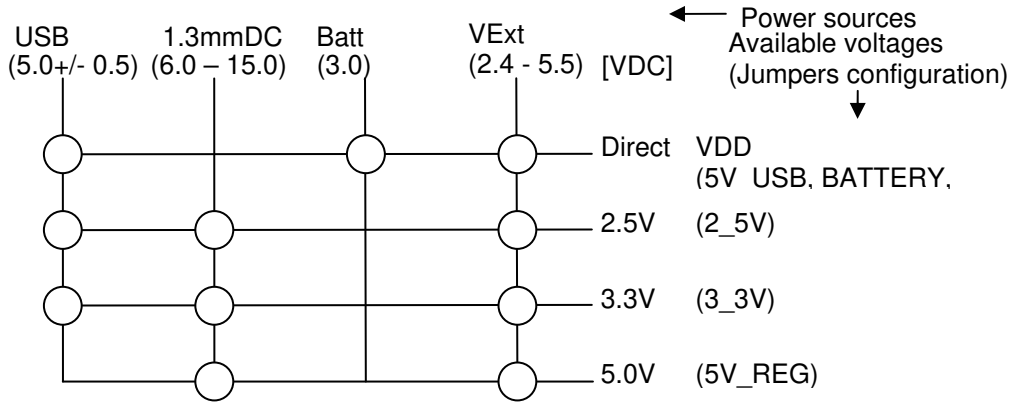 Power sources
USB 1.3mmDC Batt VExt Available voltages
(5.0+/- 0.5) (6.0 – 15.0) (3.0) (2.4 - 5.5) [VDC] (Jumpers configuration)
Direct VDD
(5V_USB, BATTERY,
2.5V (2_5V)
3.3V (3_3V)
5.0V (5V_REG)